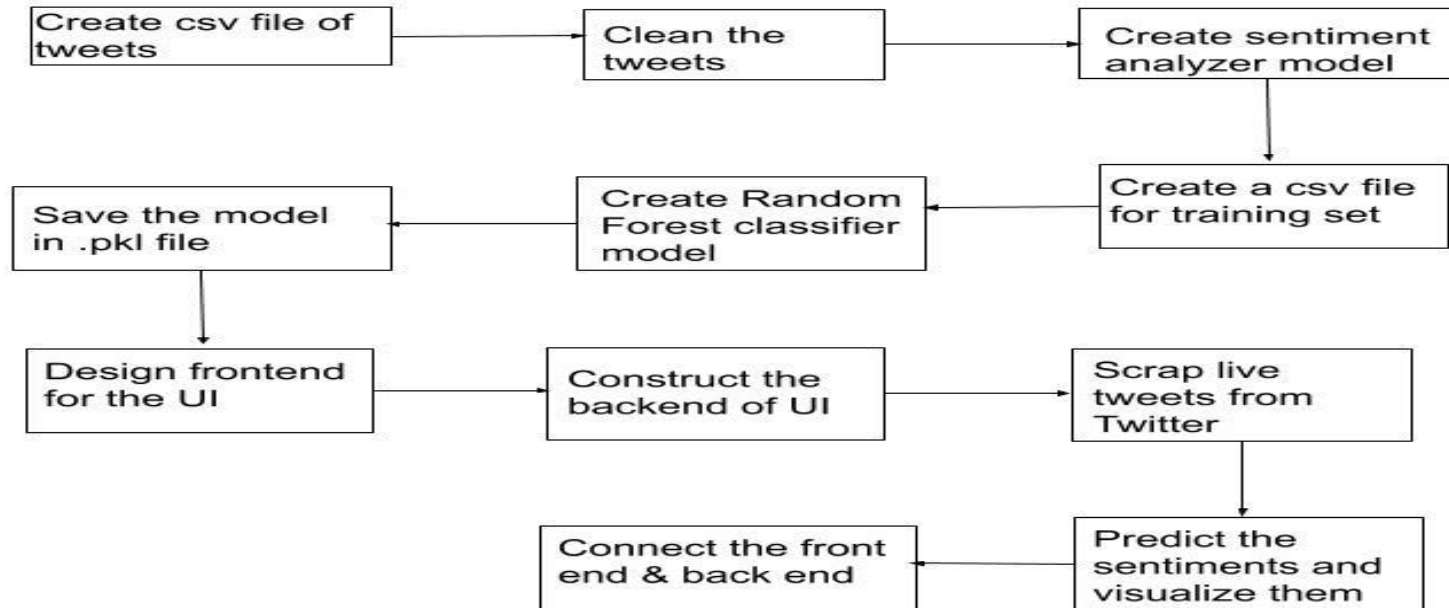 Create csv file of
tweets
Clean the
tweets
Create sentiment
analyzer model
Create a csv file
for training set
Create Random
Forest classifier
model
Save the model
in .pkl file
Design frontend
for the UI
Construct the
backend of UI
Scrap live
tweets from
Twitter
Predict the
sentiments and
visualize them
Connect the front
end & back end